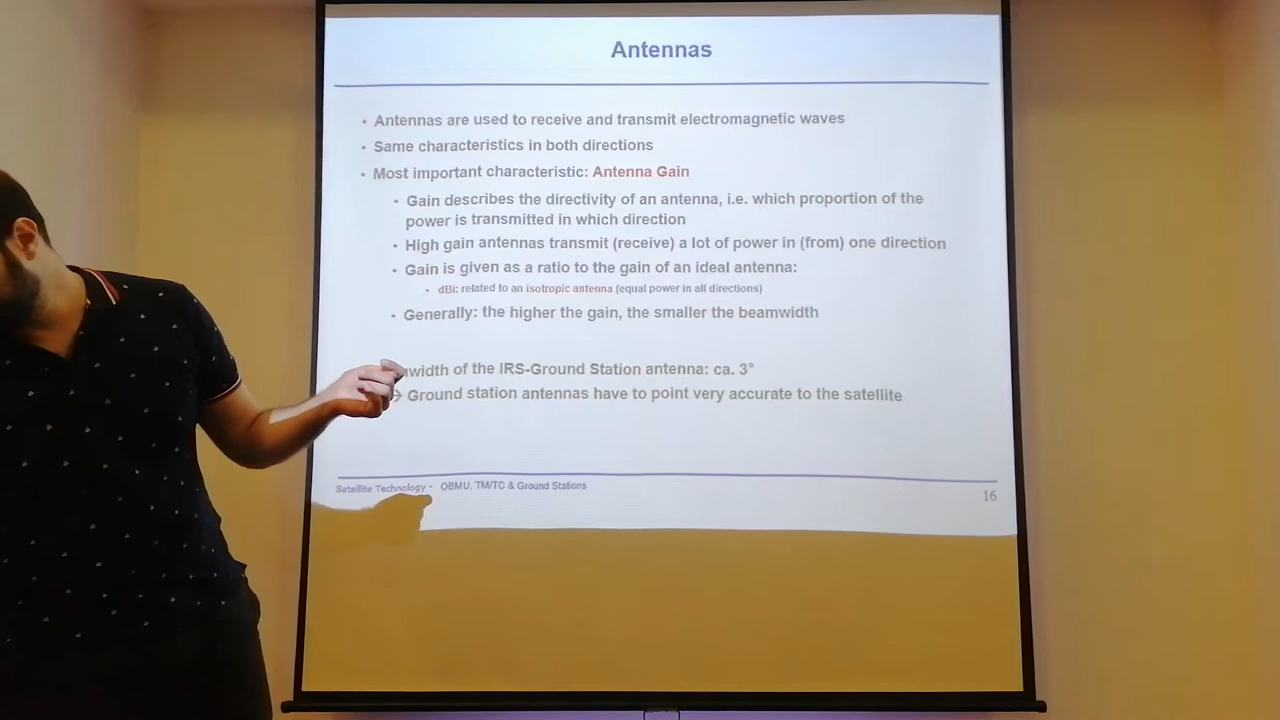 Antennas
• Antennas are used to receive and transmit electromagnetic waves
• Same characteristics in both directions
• Most important characteristic: Antenna Gain
• Gain describes the directivity of an antenna, i.e. which proportion of the
power is transmitted in which direction
• High gain antennas transmit (receive) a lot of power in (from) one direction
• Gain is given as a ratio to the gain of an ideal antenna:
• dBi: related to an isotropic antenna (equal power in all directions)
• Generally: the higher the gain, the smaller the beamwidth
of the IRS-Ground Station antenna: ca. 3°
→ Ground station antennas have to point very accurate to the satellite
Satellite Technology - OBMU, TM/TC & Ground Stations
16